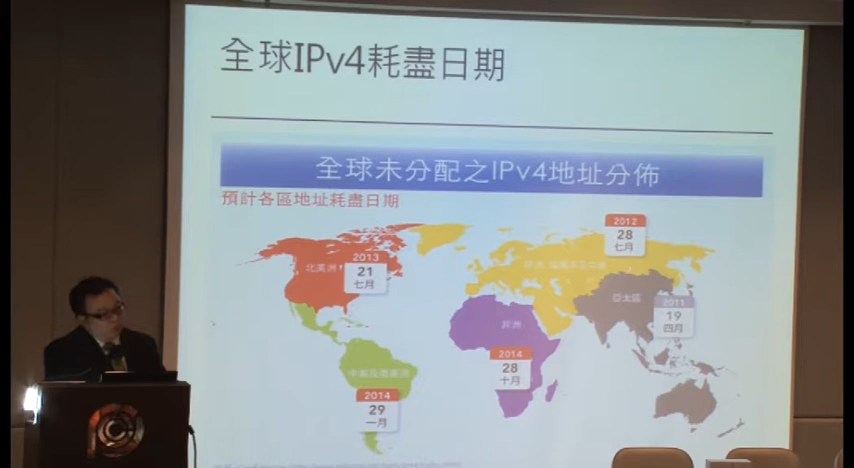 全球IPv4耗盡日期
全球未分配之IPv4地址分佈
預計各區地址耗盡日期
2012
28
七月
北美洲
2013
21
七月
亞太區
2011
19
四月
非洲
2014
28
十月
2014
29
一月